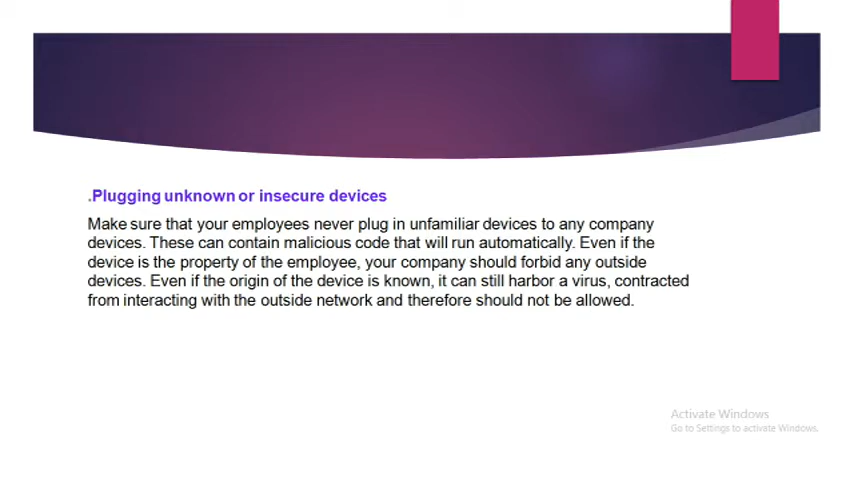 .Plugging unknown or insecure devices
Make sure that your employees never plug in unfamiliar devices to any company
devices. These can contain malicious code that will run automatically. Even if the
device is the property of the employee, your company should forbid any outside
devices. Even if the origin of the device is known, it can still harbor a virus, contracted
from interacting with the outside network and therefore should not be allowed.
Activate Windows
Go to Settings to activate Windows.